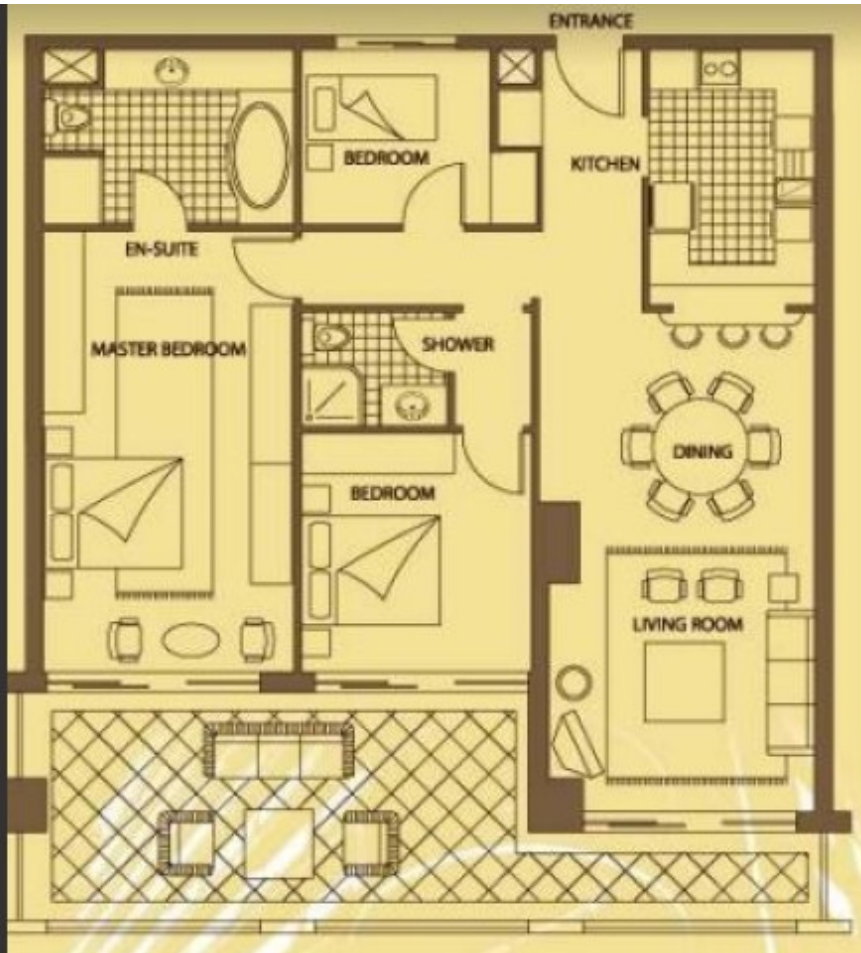 ENTRANCE
BEDROOM
KITCHEN
EN-SUITE
MASTER BEDROOM
SHOWER
DINING
BEDROOM
LIVING ROOM